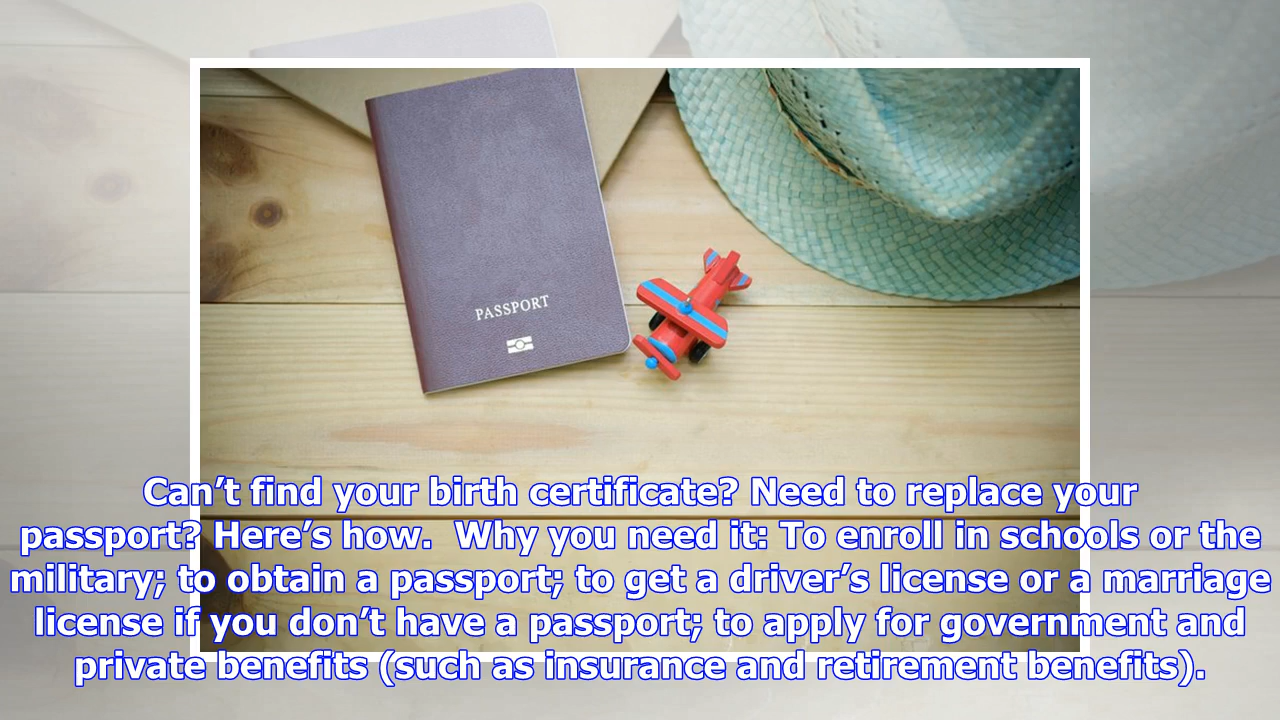 PASSPORT
Can’t find your birth certificate? Need to replace your
passport? Here’s how.  Why you need it: To enroll in schools or the
military; to obtain a passport; to get a driver’s license or a marriage
license if you don’t have a passport; to apply for government and
private benefits (such as insurance and retirement benefits).